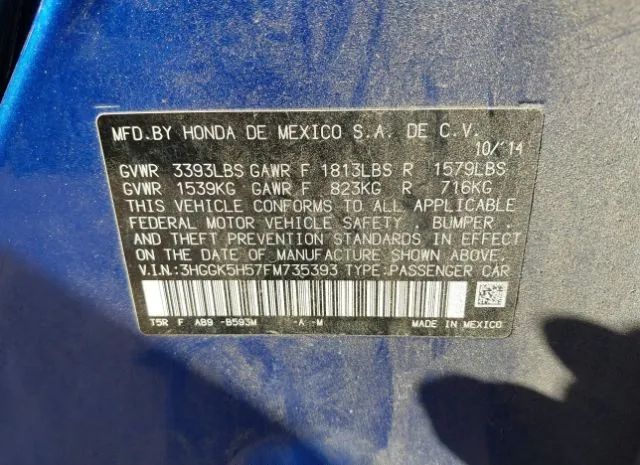 MFD.BY HONDA DE MEXICO S.A. DE C.V.
10/'14
GVWR 3393LBS GAWR F 1813LBS R 1579LBS
GVWR 1539KG GAWR F 823KG R 716KG
THIS VEHICLE CONFORMS TO ALL APPLICABLE
FEDERAL MOTOR VEHICLE SAFETY , BUMPER ,
AND THEFT PREVENTION STANDARDS IN EFFECT
ON THE DATE OF MANUFACTURE SHOWN ABOVE.
V.I.N.:3HGGK5H57FM735393 TYPE:PASSENGER CAR
T5R F AB9 -B593M -A -M MADE IN MEXICO